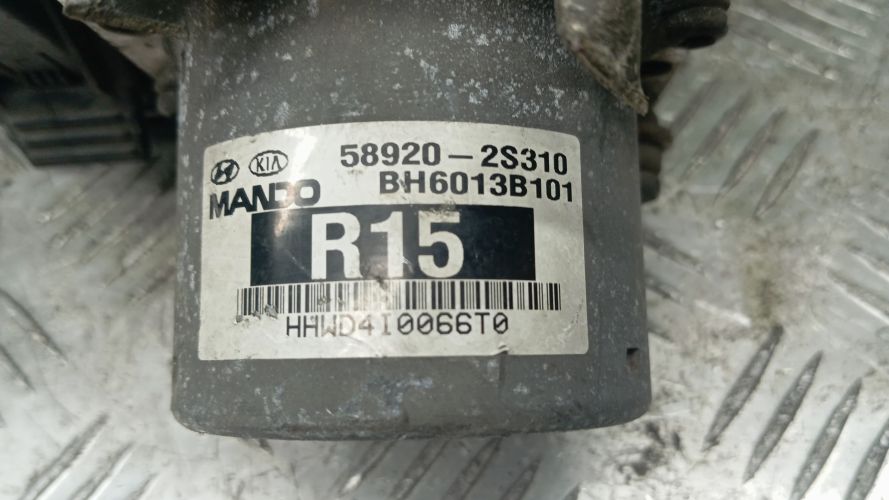 KIA 58920-2S310
MANDO BH6013B101
R15
HHWD4I0066T0